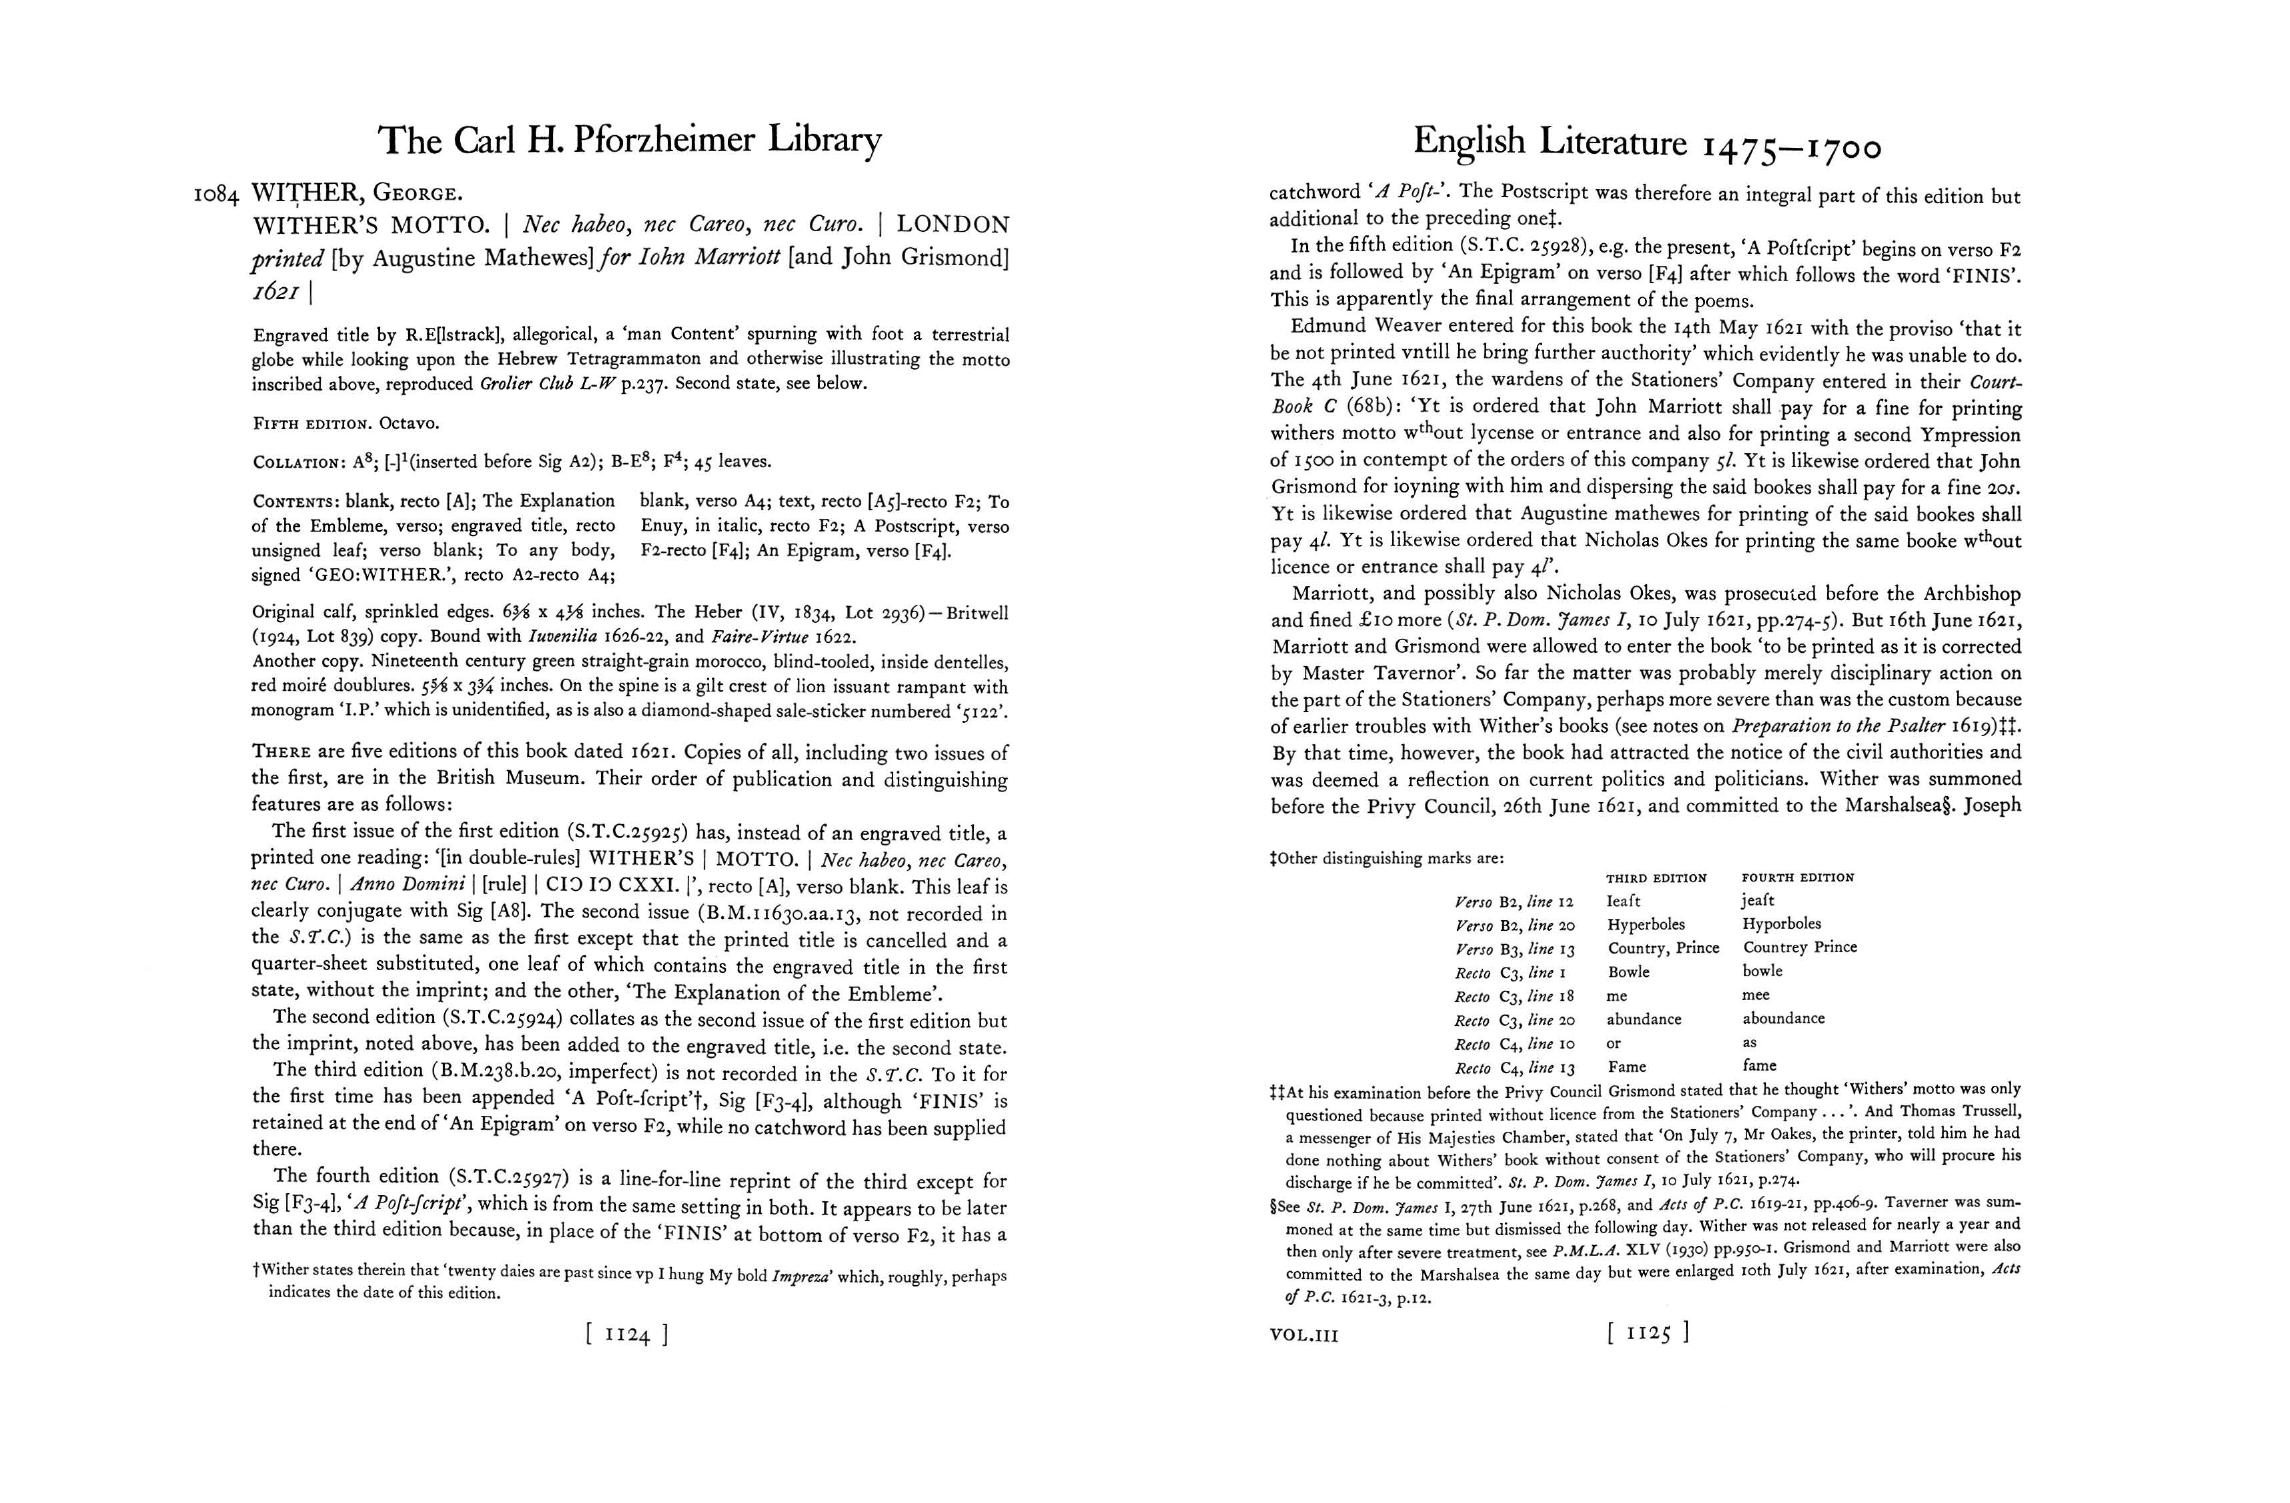 The Carl H. Pforzheimer Library
1084 WITHER, GEORGE.
WITHER'S MOTTO. | Nec habeo, nec Careo, nec Curo. | LONDON
printed [by Augustine Mathewes] for Iohn Marriott [and John Grismond]
1621 |
Engraved title by R.E[lstrack], allegorical, a 'man Content' spurning with foot a terrestrial
globe while looking upon the Hebrew Tetragrammaton and otherwise illustrating the motto
inscribed above, reproduced Grolier Club L-W p.237. Second state, see below.
FIFTH EDITION. Octavo.
COLLATION: A⁸; [-]¹(inserted before Sig A2); B-E⁸; F⁴; 45 leaves.
CONTENTS: blank, recto [A]; The Explanation
of the Embleme, verso; engraved title, recto
unsigned leaf; verso blank; To any body,
signed 'GEO:WITHER.', recto A2-recto A4;
blank, verso A4; text, recto [A5]-recto F2; To
Enuy, in italic, recto F2; A Postscript, verso
F2-recto [F4]; An Epigram, verso [F4].
Original calf, sprinkled edges. 6⅜ x 4⅛ inches. The Heber (IV, 1834, Lot 2936)—Britwell
(1924, Lot 839) copy. Bound with Iuvenilia 1626-22, and Faire-Virtue 1622.
Another copy. Nineteenth century green straight-grain morocco, blind-tooled, inside dentelles,
red moiré doublures. 5⅝ x 3¾ inches. On the spine is a gilt crest of lion issuant rampant with
monogram 'I.P.' which is unidentified, as is also a diamond-shaped sale-sticker numbered '5122'.
THERE are five editions of this book dated 1621. Copies of all, including two issues of
the first, are in the British Museum. Their order of publication and distinguishing
features are as follows:
The first issue of the first edition (S.T.C.25925) has, instead of an engraved title, a
printed one reading: '[in double-rules] WITHER'S | MOTTO. | Nec habeo, nec Careo,
nec Curo. | Anno Domini | [rule] | CIↃ IↃ CXXI. |', recto [A], verso blank. This leaf is
clearly conjugate with Sig [A8]. The second issue (B.M.11630.aa.13, not recorded in
the S.T.C.) is the same as the first except that the printed title is cancelled and a
quarter-sheet substituted, one leaf of which contains the engraved title in the first
state, without the imprint; and the other, 'The Explanation of the Embleme'.
The second edition (S.T.C.25924) collates as the second issue of the first edition but
the imprint, noted above, has been added to the engraved title, i.e. the second state.
The third edition (B.M.238.b.20, imperfect) is not recorded in the S.T.C. To it for
the first time has been appended 'A Poſt-ſcript'†, Sig [F3-4], although 'FINIS' is
retained at the end of 'An Epigram' on verso F2, while no catchword has been supplied
there.
The fourth edition (S.T.C.25927) is a line-for-line reprint of the third except for
Sig [F3-4], 'A Poſt-ſcript', which is from the same setting in both. It appears to be later
than the third edition because, in place of the 'FINIS' at bottom of verso F2, it has a
†Wither states therein that 'twenty daies are past since vp I hung My bold Impreza' which, roughly, perhaps
indicates the date of this edition.
[ 1124 ]
English Literature 1475—1700
catchword 'A Poſt-'. The Postscript was therefore an integral part of this edition but
additional to the preceding one‡.
In the fifth edition (S.T.C. 25928), e.g. the present, 'A Poſtſcript' begins on verso F2
and is followed by 'An Epigram' on verso [F4] after which follows the word 'FINIS'.
This is apparently the final arrangement of the poems.
Edmund Weaver entered for this book the 14th May 1621 with the proviso 'that it
be not printed vntill he bring further aucthority' which evidently he was unable to do.
The 4th June 1621, the wardens of the Stationers' Company entered in their Court-
Book C (68b): 'Yt is ordered that John Marriott shall pay for a fine for printing
withers motto wᵗʰout lycense or entrance and also for printing a second Ympression
of 1500 in contempt of the orders of this company 5l. Yt is likewise ordered that John
Grismond for ioyning with him and dispersing the said bookes shall pay for a fine 20s.
Yt is likewise ordered that Augustine mathewes for printing of the said bookes shall
pay 4l. Yt is likewise ordered that Nicholas Okes for printing the same booke wᵗʰout
licence or entrance shall pay 4l'.
Marriott, and possibly also Nicholas Okes, was prosecuted before the Archbishop
and fined £10 more (St. P. Dom. James I, 10 July 1621, pp.274-5). But 16th June 1621,
Marriott and Grismond were allowed to enter the book 'to be printed as it is corrected
by Master Tavernor'. So far the matter was probably merely disciplinary action on
the part of the Stationers' Company, perhaps more severe than was the custom because
of earlier troubles with Wither's books (see notes on Preparation to the Psalter 1619)‡‡.
By that time, however, the book had attracted the notice of the civil authorities and
was deemed a reflection on current politics and politicians. Wither was summoned
before the Privy Council, 26th June 1621, and committed to the Marshalsea§. Joseph
‡Other distinguishing marks are:
THIRD EDITION FOURTH EDITION
Verso B2, line 12 Ieaſt jeaſt
Verso B2, line 20 Hyperboles Hyporboles
Verso B3, line 13 Country, Prince Countrey Prince
Recto C3, line 1 Bowle bowle
Recto C3, line 18 me mee
Recto C3, line 20 abundance aboundance
Recto C4, line 10 or as
Recto C4, line 13 Fame fame
‡‡At his examination before the Privy Council Grismond stated that he thought 'Withers' motto was only
questioned because printed without licence from the Stationers' Company . . . '. And Thomas Trussell,
a messenger of His Majesties Chamber, stated that 'On July 7, Mr Oakes, the printer, told him he had
done nothing about Withers' book without consent of the Stationers' Company, who will procure his
discharge if he be committed'. St. P. Dom. James I, 10 July 1621, p.274.
§See St. P. Dom. James I, 27th June 1621, p.268, and Acts of P.C. 1619-21, pp.406-9. Taverner was sum-
moned at the same time but dismissed the following day. Wither was not released for nearly a year and
then only after severe treatment, see P.M.L.A. XLV (1930) pp.950-1. Grismond and Marriott were also
committed to the Marshalsea the same day but were enlarged 10th July 1621, after examination, Acts
of P.C. 1621-3, p.12.
VOL.III [ 1125 ]